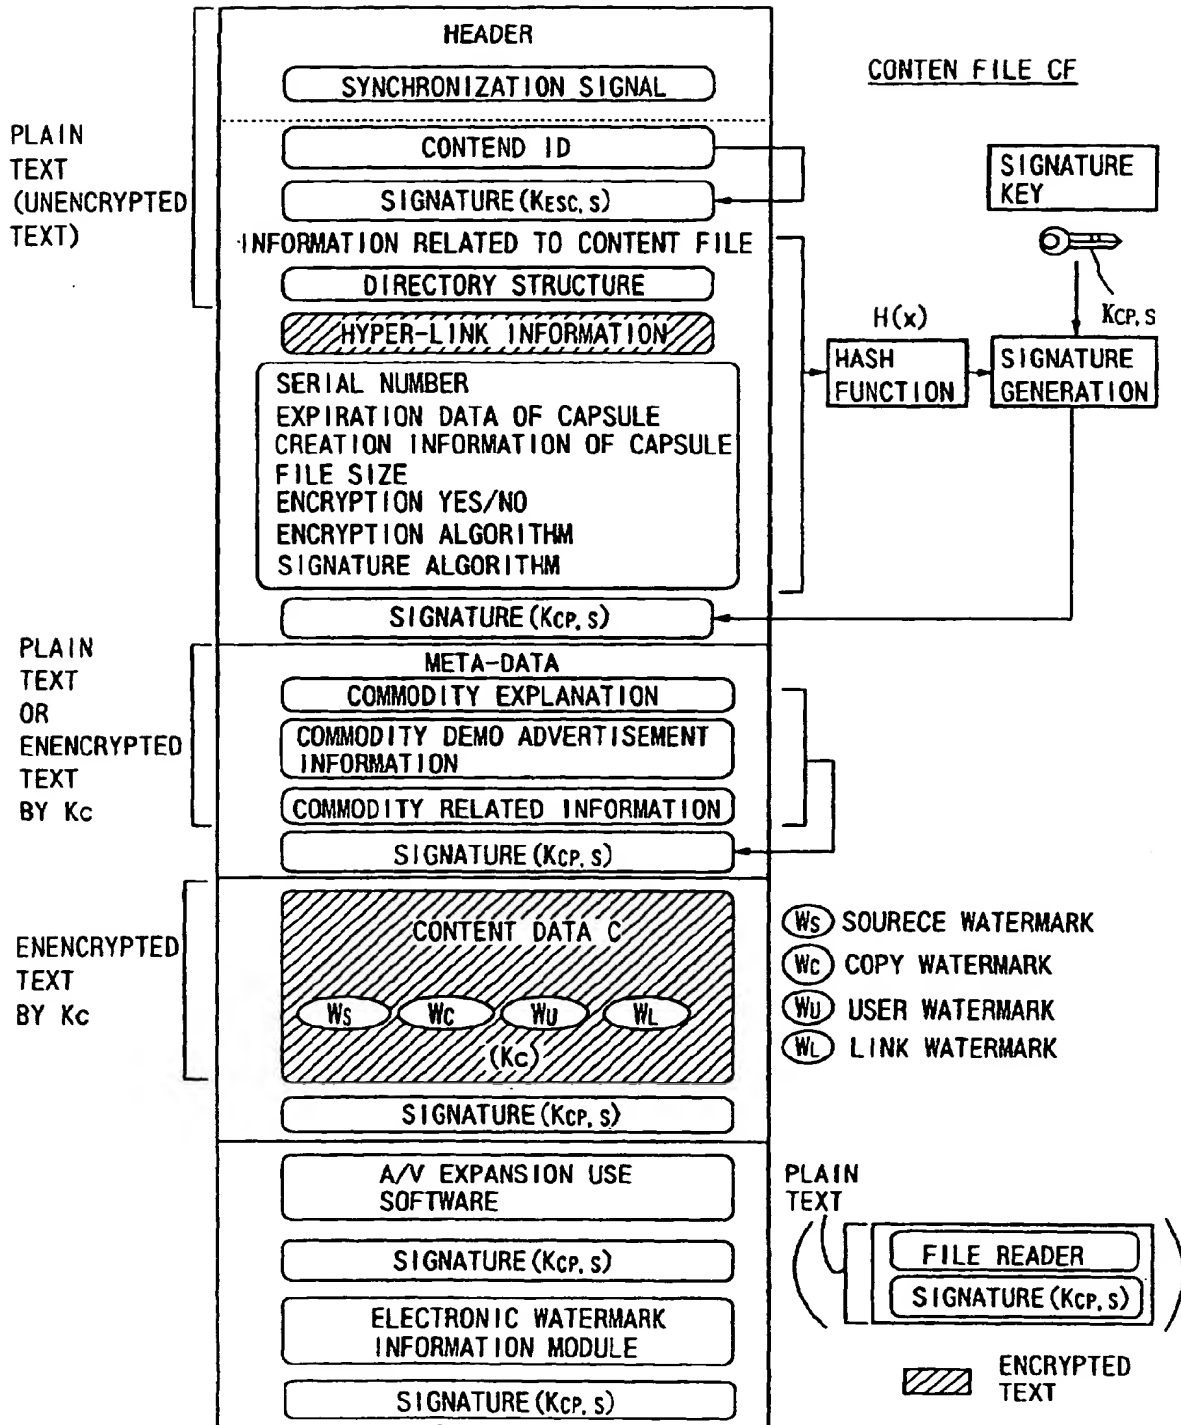 HEADER
SYNCHRONIZATION SIGNAL
CONTEN FILE CF
PLAIN
TEXT
(UNENCRYPTED
TEXT)
CONTEND ID
SIGNATURE(KESC, S)
INFORMATION RELATED TO CONTENT FILE
DIRECTORY STRUCTURE
HYPER-LINK INFORMATION
SERIAL NUMBER
EXPIRATION DATA OF CAPSULE
CREATION INFORMATION OF CAPSULE
FILE SIZE
ENCRYPTION YES/NO
ENCRYPTION ALGORITHM
SIGNATURE ALGORITHM
SIGNATURE(KCP, S)
SIGNATURE
KEY
KCP, S
H(x)
HASH
FUNCTION
SIGNATURE
GENERATION
PLAIN
TEXT
OR
ENENCRYPTED
TEXT
BY Kc
META-DATA
COMMODITY EXPLANATION
COMMODITY DEMO ADVERTISEMENT
INFORMATION
COMMODITY RELATED INFORMATION
SIGNATURE(KCP, S)
ENENCRYPTED
TEXT
BY Kc
CONTENT DATA C
Ws
Wc
Wu
WL
(Kc)
SIGNATURE(KCP, S)
Ws SOURECE WATERMARK
Wc COPY WATERMARK
Wu USER WATERMARK
WL LINK WATERMARK
A/V EXPANSION USE
SOFTWARE
SIGNATURE(KCP, S)
ELECTRONIC WATERMARK
INFORMATION MODULE
SIGNATURE(KCP, S)
PLAIN
TEXT
FILE READER
SIGNATURE(KCP, S)
ENCRYPTED
TEXT